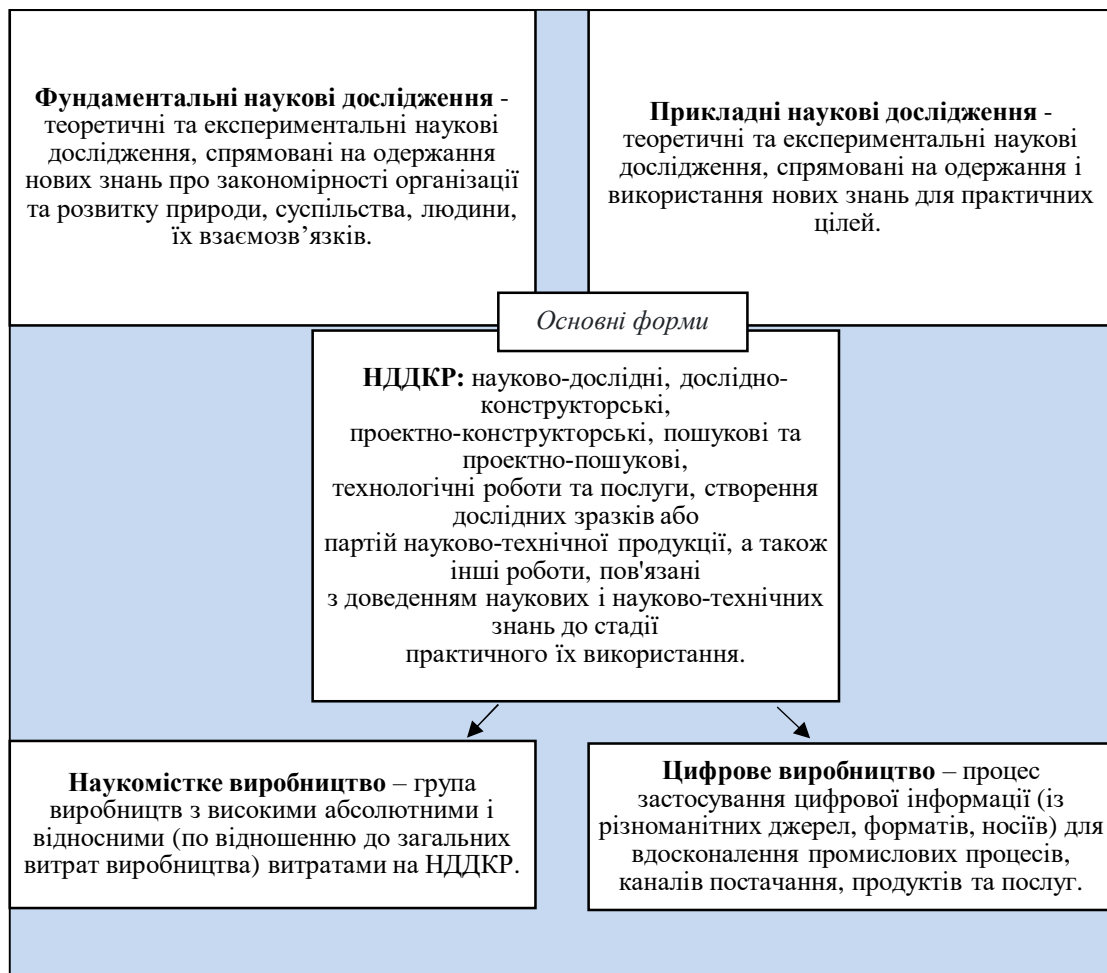 Фундаментальні наукові дослідження -
теоретичні та експериментальні наукові
дослідження, спрямовані на одержання
нових знань про закономірності організації
та розвитку природи, суспільства, людини,
їх взаємозв’язків.
Прикладні наукові дослідження -
теоретичні та експериментальні наукові
дослідження, спрямовані на одержання і
використання нових знань для практичних
цілей.
Основні форми
НДДКР: науково-дослідні, дослідно-
конструкторські,
проектно-конструкторські, пошукові та
проектно-пошукові,
технологічні роботи та послуги, створення
дослідних зразків або
партій науково-технічної продукції, а також
інші роботи, пов'язані
з доведенням наукових і науково-технічних
знань до стадії
практичного їх використання.
Наукомістке виробництво – група
виробництв з високими абсолютними і
відносними (по відношенню до загальних
витрат виробництва) витратами на НДДКР.
Цифрове виробництво – процес
застосування цифрової інформації (із
різноманітних джерел, форматів, носіїв) для
вдосконалення промислових процесів,
каналів постачання, продуктів та послуг.